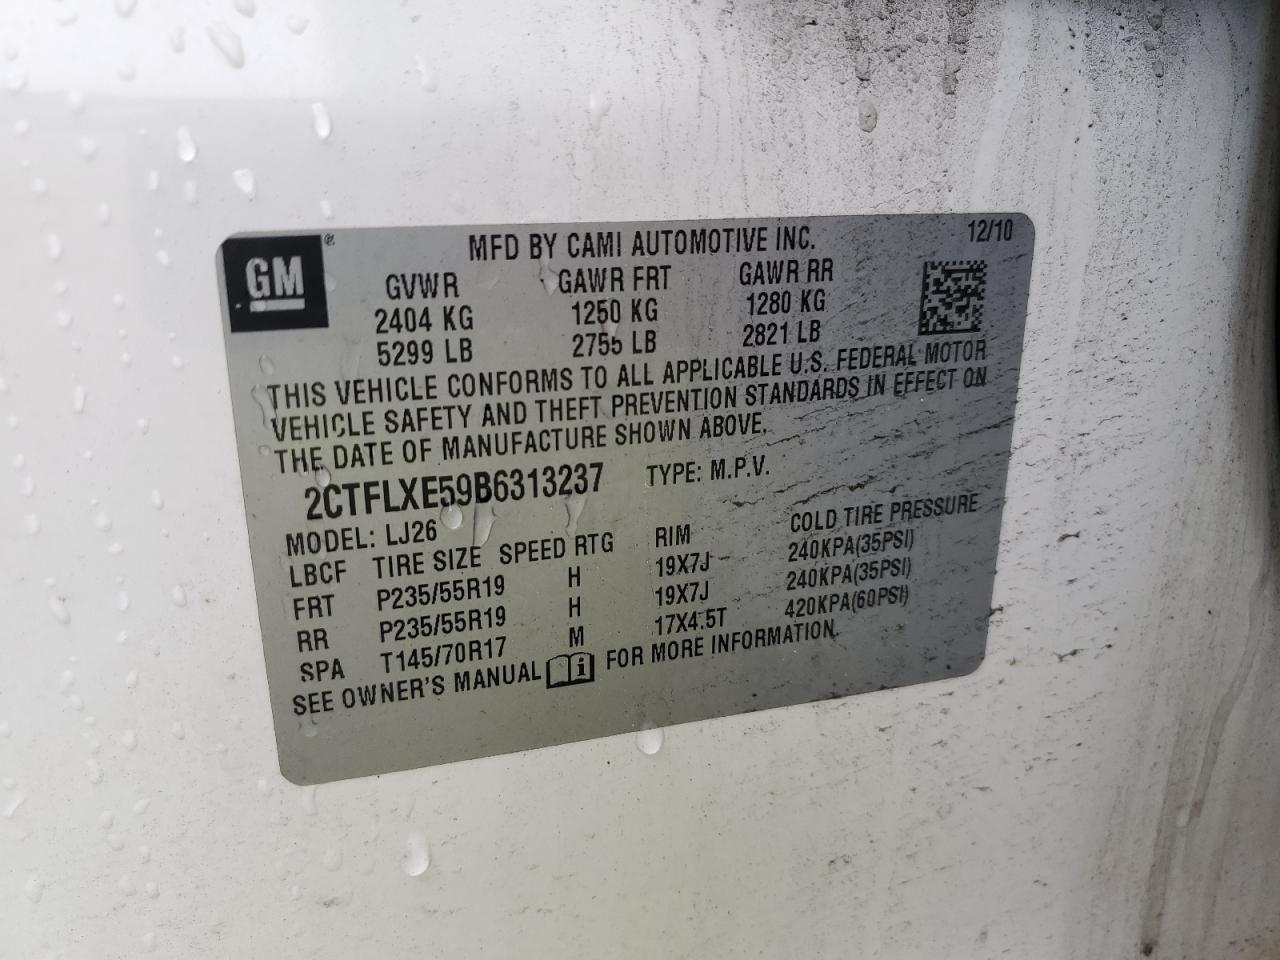 GM ®
MFD BY CAMI AUTOMOTIVE INC. 12/10
GVWR GAWR FRT GAWR RR
2404 KG 1250 KG 1280 KG
5299 LB 2755 LB 2821 LB
THIS VEHICLE CONFORMS TO ALL APPLICABLE U.S. FEDERAL MOTOR
VEHICLE SAFETY AND THEFT PREVENTION STANDARDS IN EFFECT ON
THE DATE OF MANUFACTURE SHOWN ABOVE.
2CTFLXE59B6313237 TYPE: M.P.V.
MODEL: LJ26
LBCF TIRE SIZE SPEED RTG RIM COLD TIRE PRESSURE
FRT P235/55R19 H 19X7J 240KPA(35PSI)
RR P235/55R19 H 19X7J 240KPA(35PSI)
SPA T145/70R17 M 17X4.5T 420KPA(60PSI)
SEE OWNER'S MANUAL i FOR MORE INFORMATION.